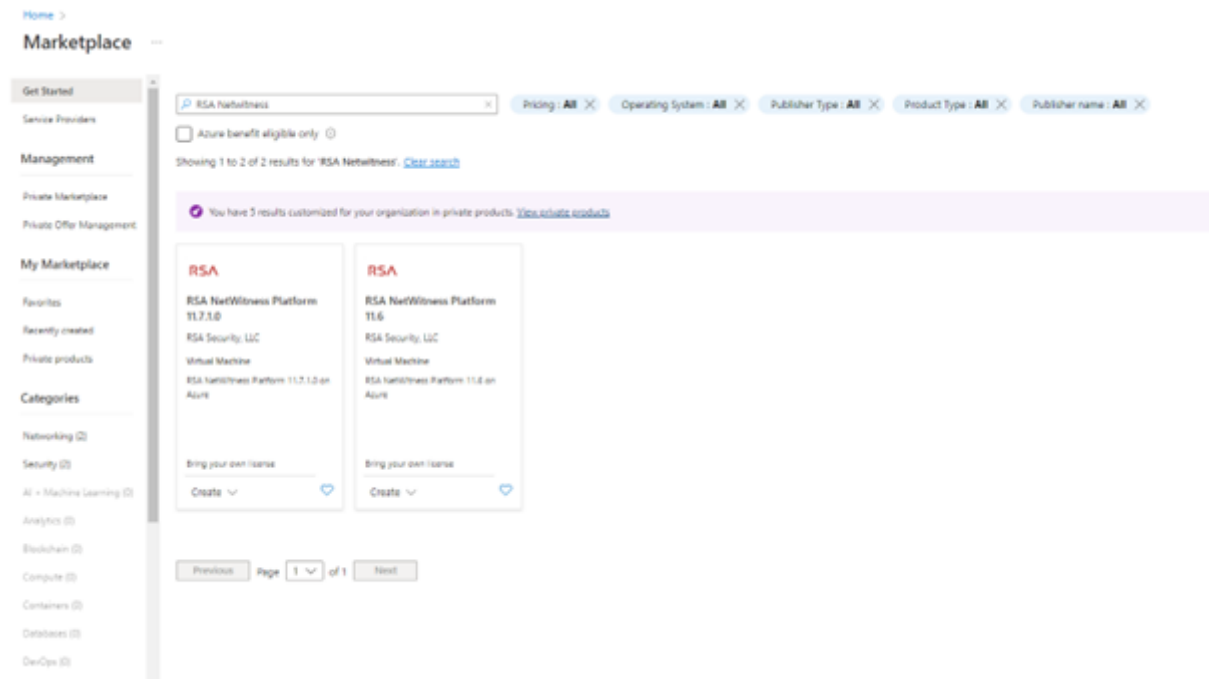 Home >
Marketplace ...
Get Started
Service Providers
Management
Private Marketplace
Private Offer Management
My Marketplace
Favorites
Recently created
Private products
Categories
Networking (2)
Security (2)
AI + Machine Learning (0)
Analytics (0)
Blockchain (0)
Compute (0)
Containers (0)
Databases (0)
DevOps (0)
RSA Netwitness
Pricing : All
Operating System : All
Publisher Type : All
Product Type : All
Publisher name : All
Azure benefit eligible only
Showing 1 to 2 of 2 results for 'RSA Netwitness'. Clear search
You have 5 results customized for your organization in private products. View private products
RSA
RSA NetWitness Platform
11.7.1.0
RSA Security, LLC
Virtual Machine
RSA NetWitness Platform 11.7.1.0 on
Azure
Bring your own license
Create
RSA
RSA NetWitness Platform
11.6
RSA Security, LLC
Virtual Machine
RSA NetWitness Platform 11.6 on
Azure
Bring your own license
Create
Previous Page 1 of 1 Next